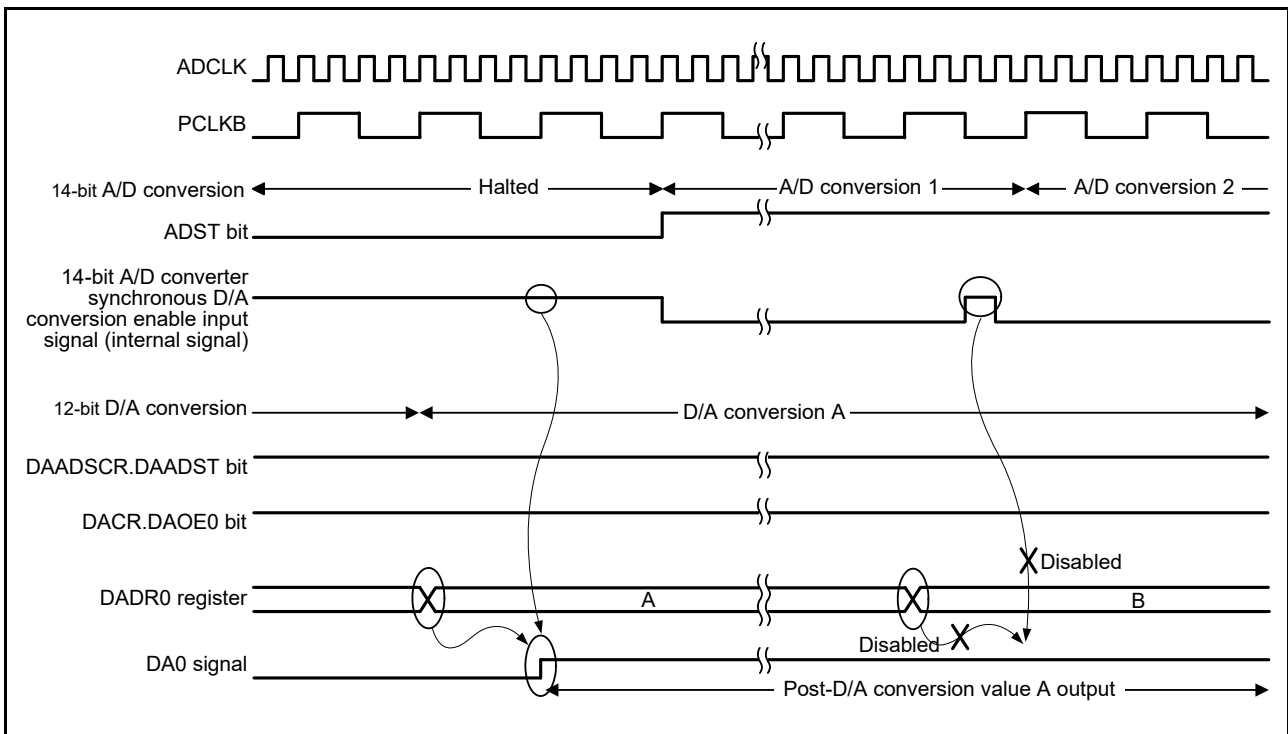 ADCLK
PCLKB
14-bit A/D conversion
Halted
A/D conversion 1
A/D conversion 2
ADST bit
14-bit A/D converter
synchronous D/A
conversion enable input
signal (internal signal)
12-bit D/A conversion
D/A conversion A
DAADSCR.DAADST bit
DACR.DAOE0 bit
Disabled
DADR0 register
A
B
Disabled
DA0 signal
Post-D/A conversion value A output